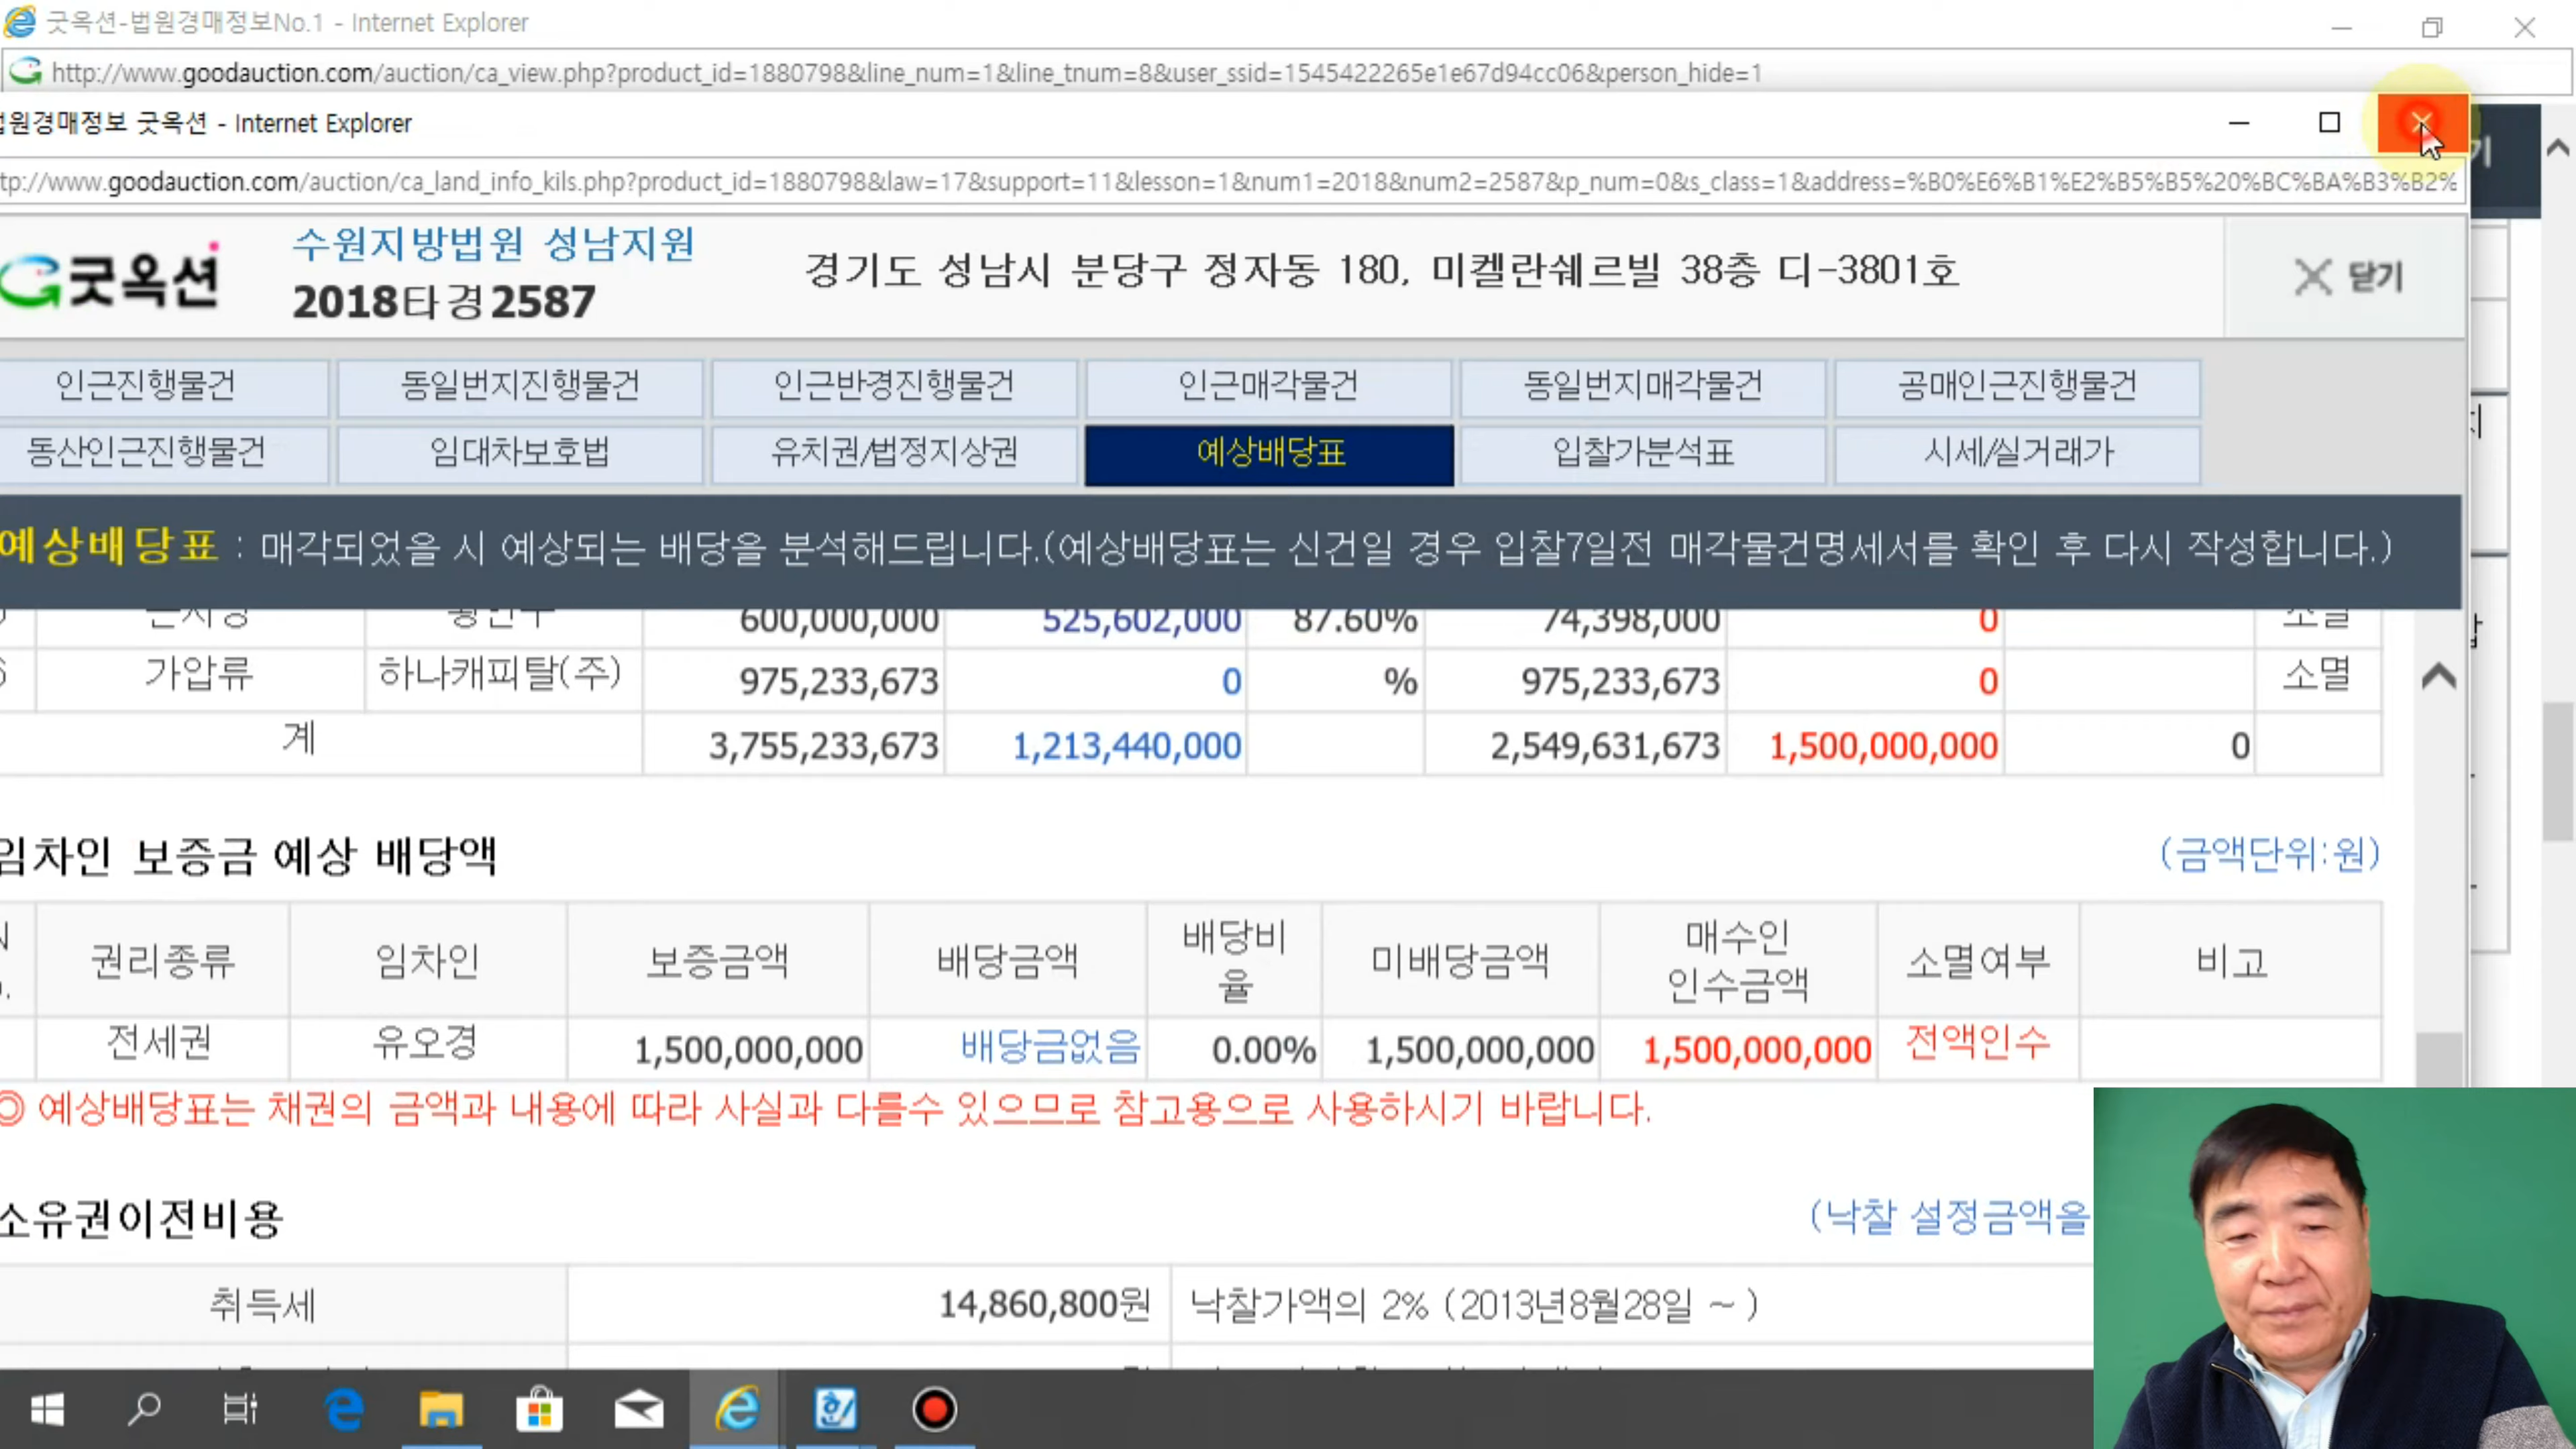 굿옥션-법원경매정보No.1 - Internet Explorer
http://www.goodauction.com/auction/ca_view.php?product_id=1880798&line_num=1&line_tnum=8&user_ssid=1545422265e1e67d94cc06&person_hide=1
법원경매정보 굿옥션 - Internet Explorer
tp://www.goodauction.com/auction/ca_land_info_kils.php?product_id=1880798&law=17&support=11&lesson=1&num1=2018&num2=2587&p_num=0&s_class=1&address=%B0%E6%B1%E2%B5%B5%20%BC%BA%B3%B2%
굿옥션
수원지방법원 성남지원
2018타경2587
경기도 성남시 분당구 정자동 180, 미켈란쉐르빌 38층 디-3801호
닫기
인근진행물건 동일번지진행물건 인근반경진행물건 인근매각물건 동일번지매각물건 공매인근진행물건
동산인근진행물건 임대차보호법 유치권/법정지상권 예상배당표 입찰가분석표 시세/실거래가
예상배당표 : 매각되었을 시 예상되는 배당을 분석해드립니다.(예상배당표는 신건일 경우 입찰7일전 매각물건명세서를 확인 후 다시 작성합니다.)
600,000,000 525,602,000 87.60% 74,398,000 0 소멸
6 가압류 하나캐피탈(주) 975,233,673 0 % 975,233,673 0 소멸
계 3,755,233,673 1,213,440,000 2,549,631,673 1,500,000,000 0
임차인 보증금 예상 배당액 (금액단위:원)
권리종류 임차인 보증금액 배당금액 배당비율 미배당금액 매수인 인수금액 소멸여부 비고
전세권 유오경 1,500,000,000 배당금없음 0.00% 1,500,000,000 1,500,000,000 전액인수
◎ 예상배당표는 채권의 금액과 내용에 따라 사실과 다를수 있으므로 참고용으로 사용하시기 바랍니다.
소유권이전비용 (낙찰 설정금액을
취득세 14,860,800원 낙찰가액의 2% (2013년8월28일 ~ )